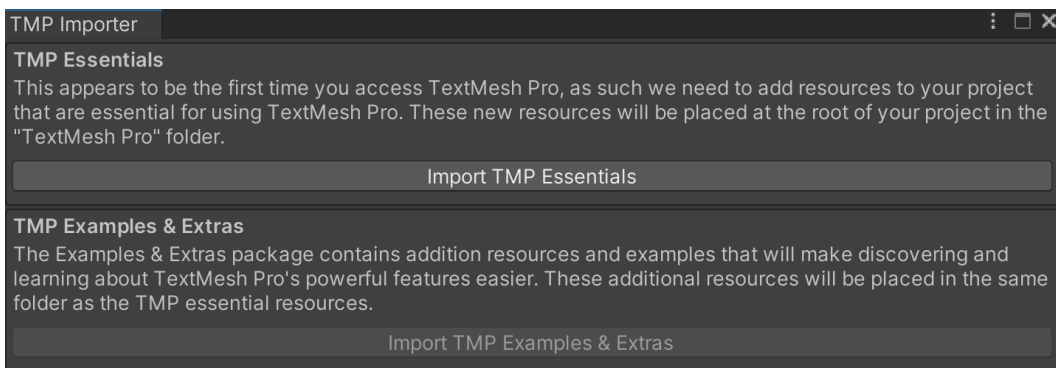 TMP Importer
TMP Essentials
This appears to be the first time you access TextMesh Pro, as such we need to add resources to your project
that are essential for using TextMesh Pro. These new resources will be placed at the root of your project in the
"TextMesh Pro" folder.
Import TMP Essentials
TMP Examples & Extras
The Examples & Extras package contains addition resources and examples that will make discovering and
learning about TextMesh Pro's powerful features easier. These additional resources will be placed in the same
folder as the TMP essential resources.
Import TMP Examples & Extras